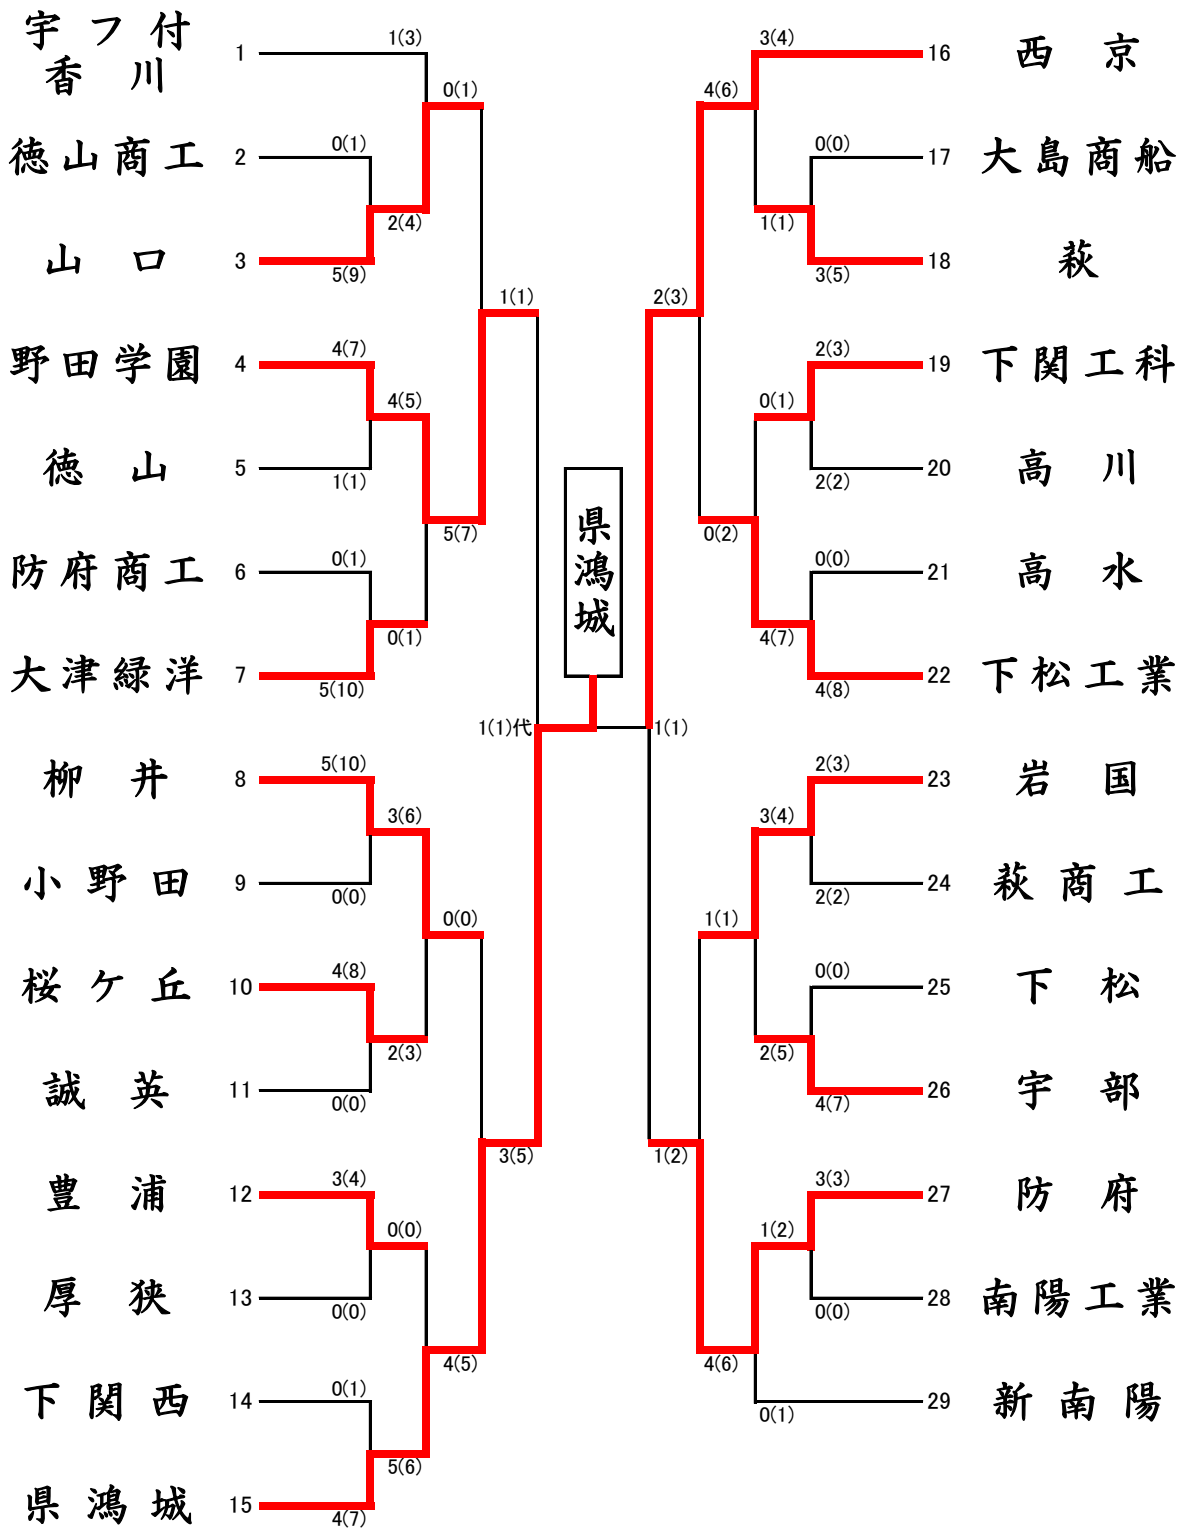 宇フ付
香川
1
1(3)
0(1)
徳山商工
2
0(1)
2(4)
山口
3
5(9)
1(1)
野田学園
4
4(7)
4(5)
徳山
5
1(1)
5(7)
防府商工
6
0(1)
0(1)
大津緑洋
7
5(10)
1(1)代
柳井
8
5(10)
3(6)
小野田
9
0(0)
0(0)
桜ケ丘
10
4(8)
2(3)
誠英
11
0(0)
3(5)
豊浦
12
3(4)
0(0)
厚狭
13
0(0)
4(5)
下関西
14
0(1)
5(6)
県鴻城
15
4(7)
県鴻城
3(4)
16
西京
4(6)
0(0)
17
大島商船
1(1)
3(5)
18
萩
2(3)
2(3)
19
下関工科
0(1)
2(2)
20
高川
0(2)
0(0)
21
高水
4(7)
4(8)
22
下松工業
1(1)
2(3)
23
岩国
3(4)
2(2)
24
萩商工
1(1)
0(0)
25
下松
2(5)
4(7)
26
宇部
1(2)
3(3)
27
防府
1(2)
0(0)
28
南陽工業
4(6)
0(1)
29
新南陽